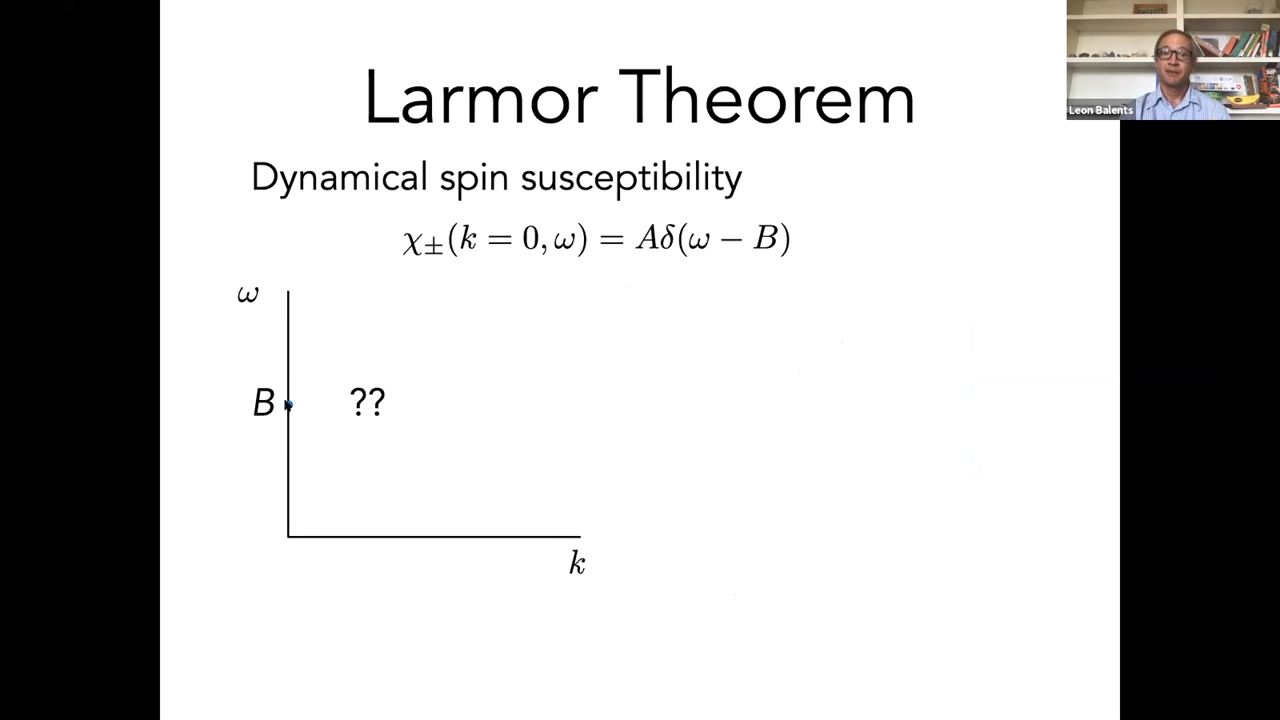 Larmor Theorem
Leon Balents
Dynamical spin susceptibility
χ±(k = 0, ω) = Aδ(ω − B)
ω
B ??
k